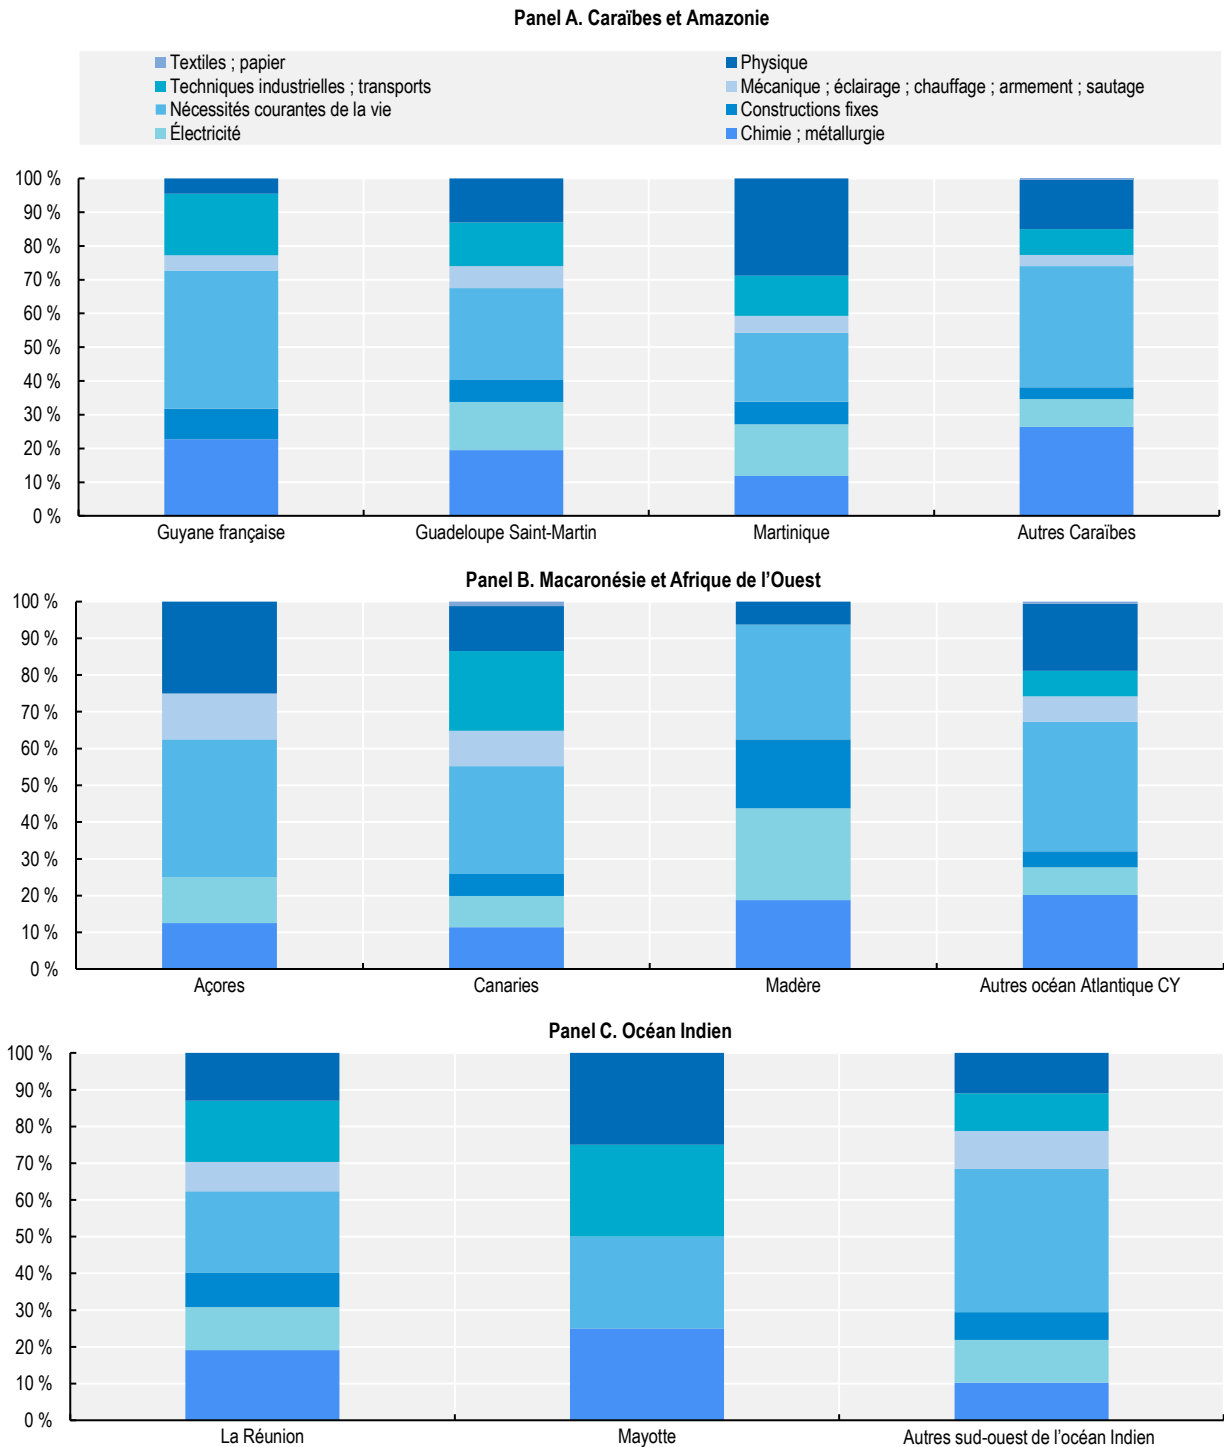 Panel A. Caraïbes et Amazonie
Textiles ; papier
Physique
Techniques industrielles ; transports
Mécanique ; éclairage ; chauffage ; armement ; sautage
Nécessités courantes de la vie
Constructions fixes
Électricité
Chimie ; métallurgie
100 %
90 %
80 %
70 %
60 %
50 %
40 %
30 %
20 %
10 %
0 %
Guyane française
Guadeloupe Saint-Martin
Martinique
Autres Caraïbes
Panel B. Macaronésie et Afrique de l’Ouest
100 %
90 %
80 %
70 %
60 %
50 %
40 %
30 %
20 %
10 %
0 %
Açores
Canaries
Madère
Autres océan Atlantique CY
Panel C. Océan Indien
100 %
90 %
80 %
70 %
60 %
50 %
40 %
30 %
20 %
10 %
0 %
La Réunion
Mayotte
Autres sud-ouest de l’océan Indien